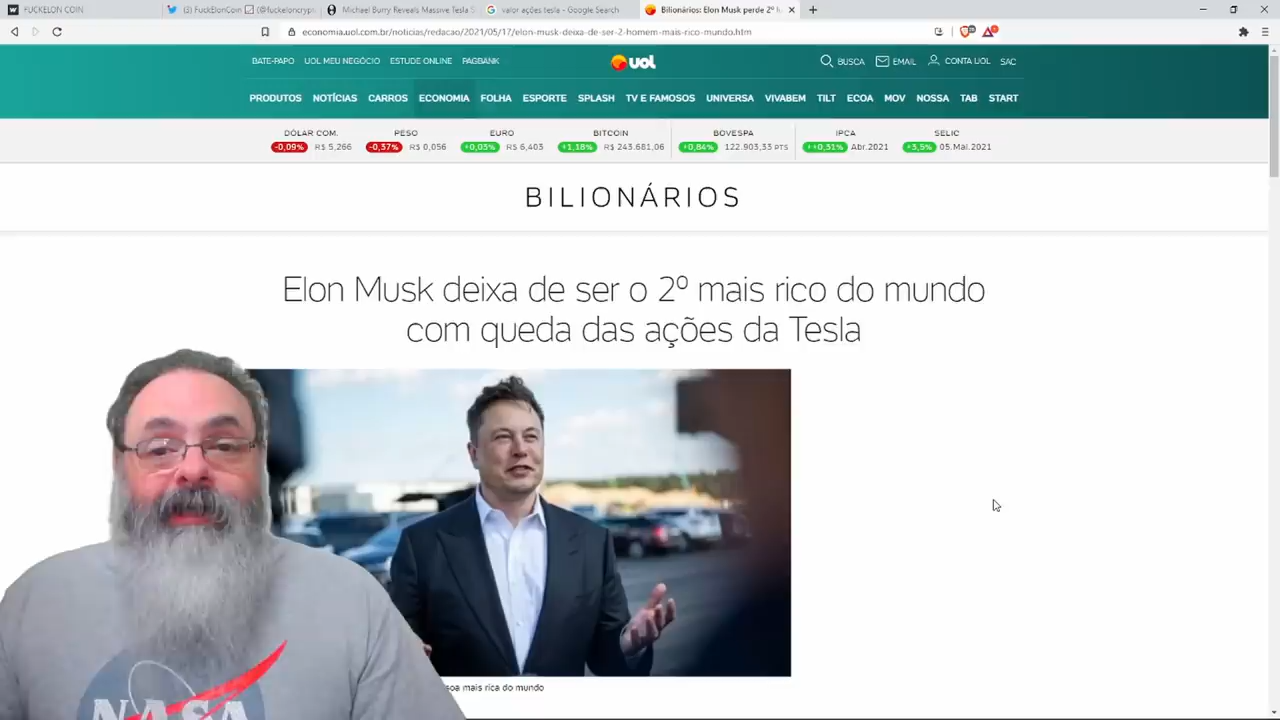 FUCKELON COIN
(3) FuckElonCoin (@fuckeloncryp
Michael Burry Reveals Massive Tesla S
valor ações tesla - Google Search
Bilionários: Elon Musk perde 2º l
economia.uol.com.br/noticias/redacao/2021/05/17/elon-musk-deixa-de-ser-2-homem-mais-rico-mundo.htm
BATE-PAPO UOL MEU NEGÓCIO ESTUDE ONLINE PAGBANK
UOL
BUSCA EMAIL CONTA UOL SAC
PRODUTOS NOTÍCIAS CARROS ECONOMIA FOLHA ESPORTE SPLASH TV E FAMOSOS UNIVERSA VIVABEM TILT ECOA MOV NOSSA TAB START
DÓLAR COM. PESO EURO BITCOIN BOVESPA IPCA SELIC
-0,09% R$ 5,266 -0,37% R$ 0,056 +0,03% R$ 6,403 +1,18% R$ 243.681,06 +0,84% 122.903,33 PTS ++0,31% Abr.2021 +3,5% 05.Mai.2021
BILIONÁRIOS
Elon Musk deixa de ser o 2º mais rico do mundo
com queda das ações da Tesla
mais rica do mundo
NASA